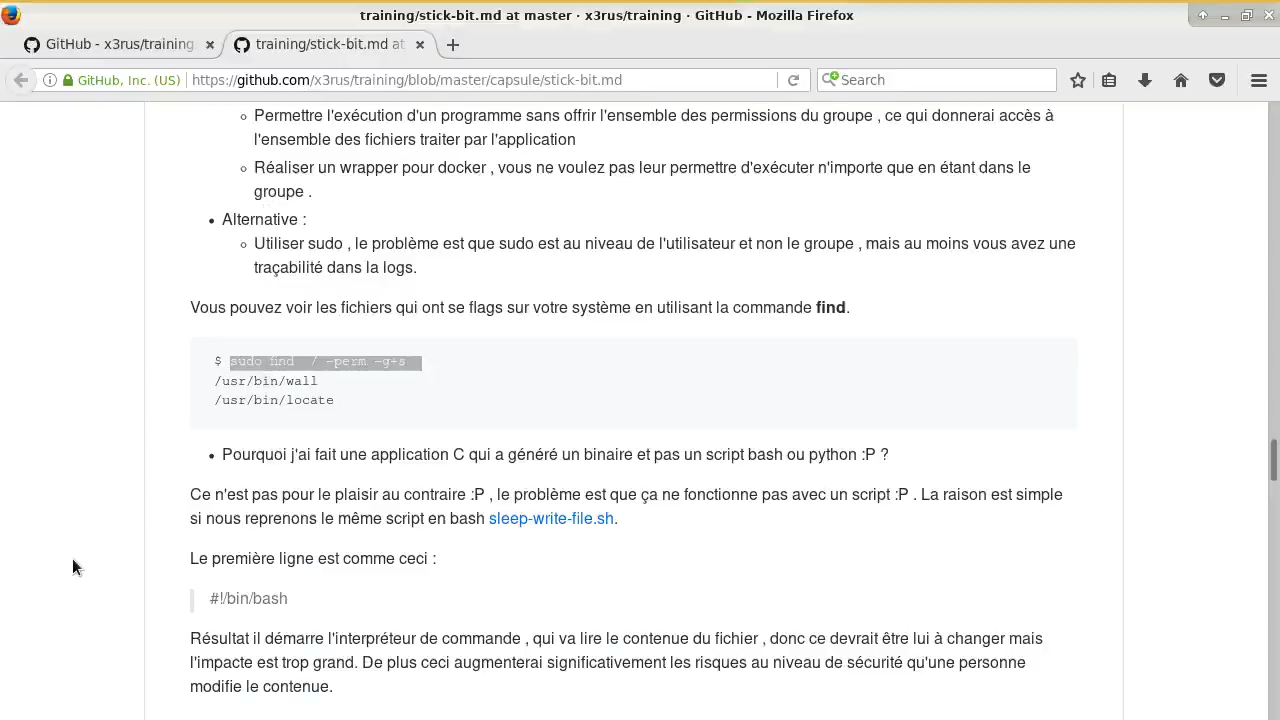 training/stick-bit.md at master · x3rus/training · GitHub - Mozilla Firefox
GitHub - x3rus/training
training/stick-bit.md at
GitHub, Inc. (US)
https://github.com/x3rus/training/blob/master/capsule/stick-bit.md
Search
Permettre l'exécution d'un programme sans offrir l'ensemble des permissions du groupe , ce qui donnerai accès à
l'ensemble des fichiers traiter par l'application
Réaliser un wrapper pour docker , vous ne voulez pas leur permettre d'exécuter n'importe que en étant dans le
groupe .
Alternative :
Utiliser sudo , le problème est que sudo est au niveau de l'utilisateur et non le groupe , mais au moins vous avez une
traçabilité dans la logs.
Vous pouvez voir les fichiers qui ont se flags sur votre système en utilisant la commande find.
$ sudo find  / -perm -g+s
/usr/bin/wall
/usr/bin/locate
Pourquoi j'ai fait une application C qui a généré un binaire et pas un script bash ou python :P ?
Ce n'est pas pour le plaisir au contraire :P , le problème est que ça ne fonctionne pas avec un script :P . La raison est simple
si nous reprenons le même script en bash sleep-write-file.sh.
Le première ligne est comme ceci :
#!/bin/bash
Résultat il démarre l'interpréteur de commande , qui va lire le contenue du fichier , donc ce devrait être lui à changer mais
l'impacte est trop grand. De plus ceci augmenterai significativement les risques au niveau de sécurité qu'une personne
modifie le contenue.